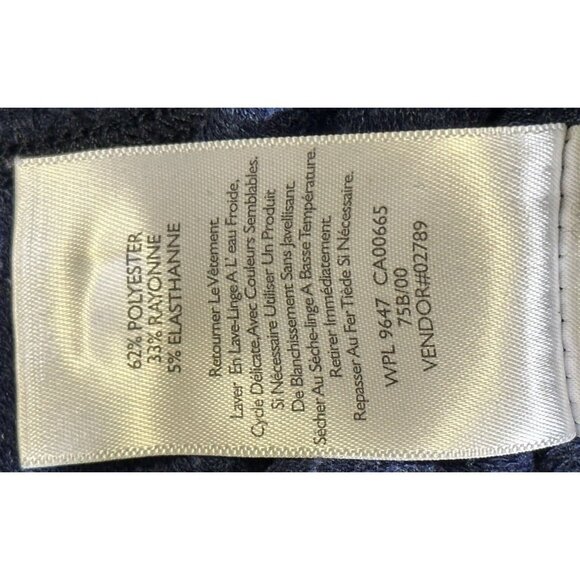 62% POLYESTER
33% RAYONNE
5% ELASTHANNE
Retourner Le Vêtement.
Laver En Lave-Linge A L' eau Froide,
Cycle Délicate,Avec Couleurs Semblables.
Si Nécessaire Utiliser Un Produit
De Blanchissement Sans Javellisant.
Sécher Au Sèche-linge A Basse Température.
Retirer Immédiatement.
Repasser Au Fer Tiède Si Nécessaire.
WPL 9647 CA00665
75B/00
VENDOR#02789